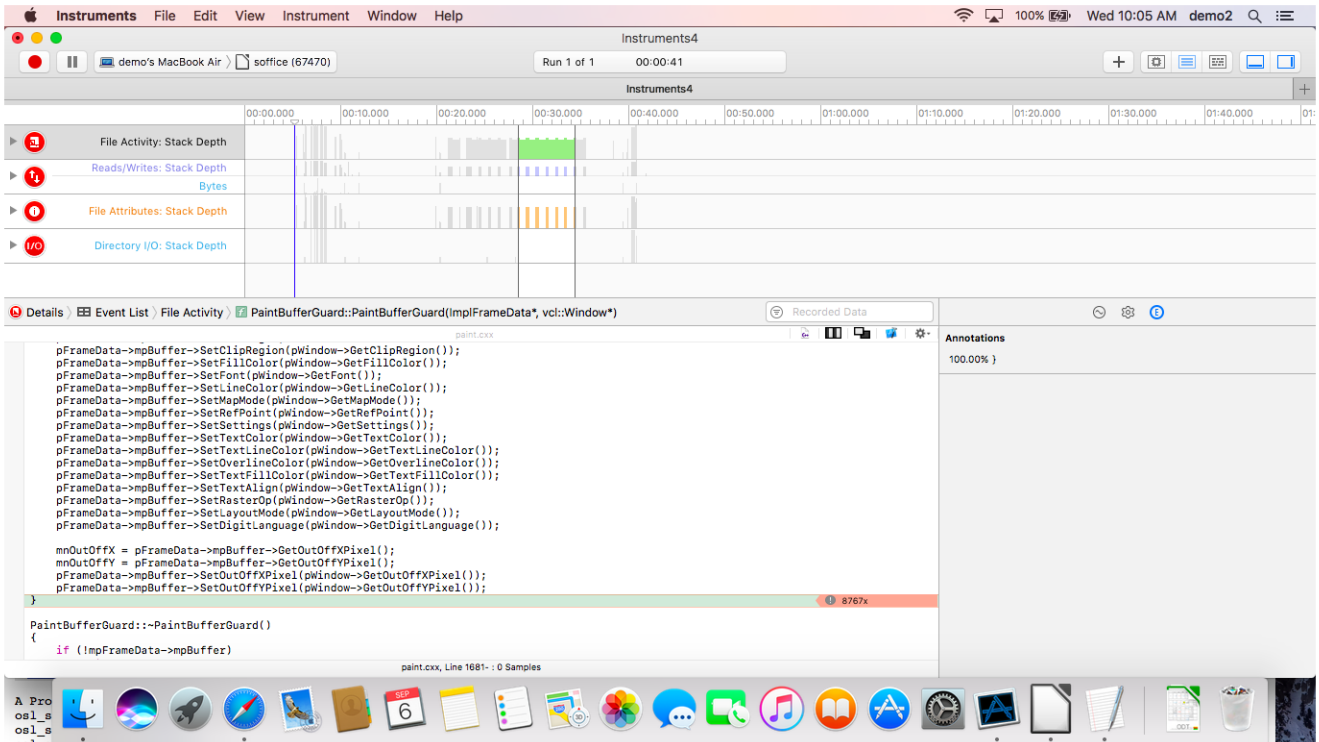 Instruments File Edit View Instrument Window Help 100% Wed 10:05 AM demo2
Instruments4
demo's MacBook Air soffice (67470) Run 1 of 1 00:00:41
Instruments4
00:00.000 00:10.000 00:20.000 00:30.000 00:40.000 00:50.000 01:00.000 01:10.000 01:20.000 01:30.000 01:40.000 01:
File Activity: Stack Depth
Reads/Writes: Stack Depth
Bytes
File Attributes: Stack Depth
I/O Directory I/O: Stack Depth
Details Event List File Activity PaintBufferGuard::PaintBufferGuard(ImplFrameData*, vcl::Window*) Recorded Data
paint.cxx
Annotations
100.00% }
pFrameData->mpBuffer->SetClipRegion(pWindow->GetClipRegion());
pFrameData->mpBuffer->SetFillColor(pWindow->GetFillColor());
pFrameData->mpBuffer->SetFont(pWindow->GetFont());
pFrameData->mpBuffer->SetLineColor(pWindow->GetLineColor());
pFrameData->mpBuffer->SetMapMode(pWindow->GetMapMode());
pFrameData->mpBuffer->SetRefPoint(pWindow->GetRefPoint());
pFrameData->mpBuffer->SetSettings(pWindow->GetSettings());
pFrameData->mpBuffer->SetTextColor(pWindow->GetTextColor());
pFrameData->mpBuffer->SetTextLineColor(pWindow->GetTextLineColor());
pFrameData->mpBuffer->SetOverlineColor(pWindow->GetOverlineColor());
pFrameData->mpBuffer->SetTextFillColor(pWindow->GetTextFillColor());
pFrameData->mpBuffer->SetTextAlign(pWindow->GetTextAlign());
pFrameData->mpBuffer->SetRasterOp(pWindow->GetRasterOp());
pFrameData->mpBuffer->SetLayoutMode(pWindow->GetLayoutMode());
pFrameData->mpBuffer->SetDigitLanguage(pWindow->GetDigitLanguage());
mnOutOffX = pFrameData->mpBuffer->GetOutOffXPixel();
mnOutOffY = pFrameData->mpBuffer->GetOutOffYPixel();
pFrameData->mpBuffer->SetOutOffXPixel(pWindow->GetOutOffXPixel());
pFrameData->mpBuffer->SetOutOffYPixel(pWindow->GetOutOffYPixel());
} 8767x
PaintBufferGuard::~PaintBufferGuard()
{
if (!mpFrameData->mpBuffer)
paint.cxx, Line 1681- : 0 Samples
A Pro
osl_s
osl_s
SEP
6
ODT